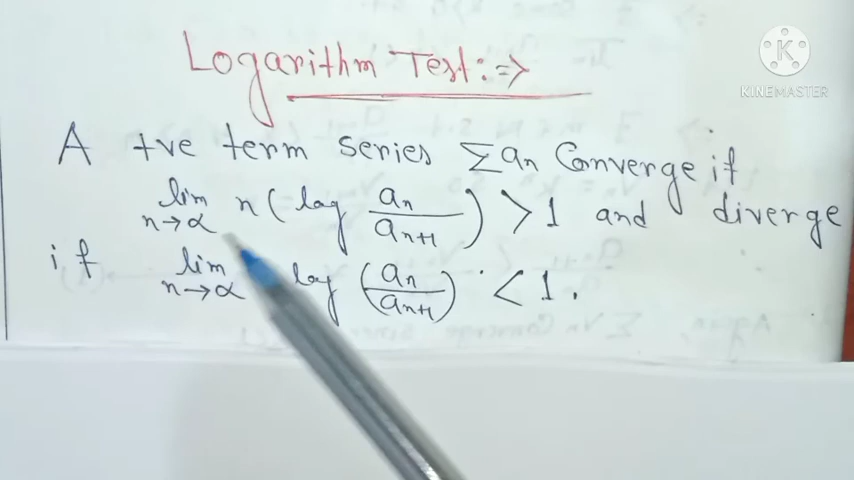 Logarithm Test:⇒
KINEMASTER
A +ve term series Σan Converge if
lim n→α n(log an/an+1) > 1 and diverge
if lim n→α log (an/an+1) < 1.